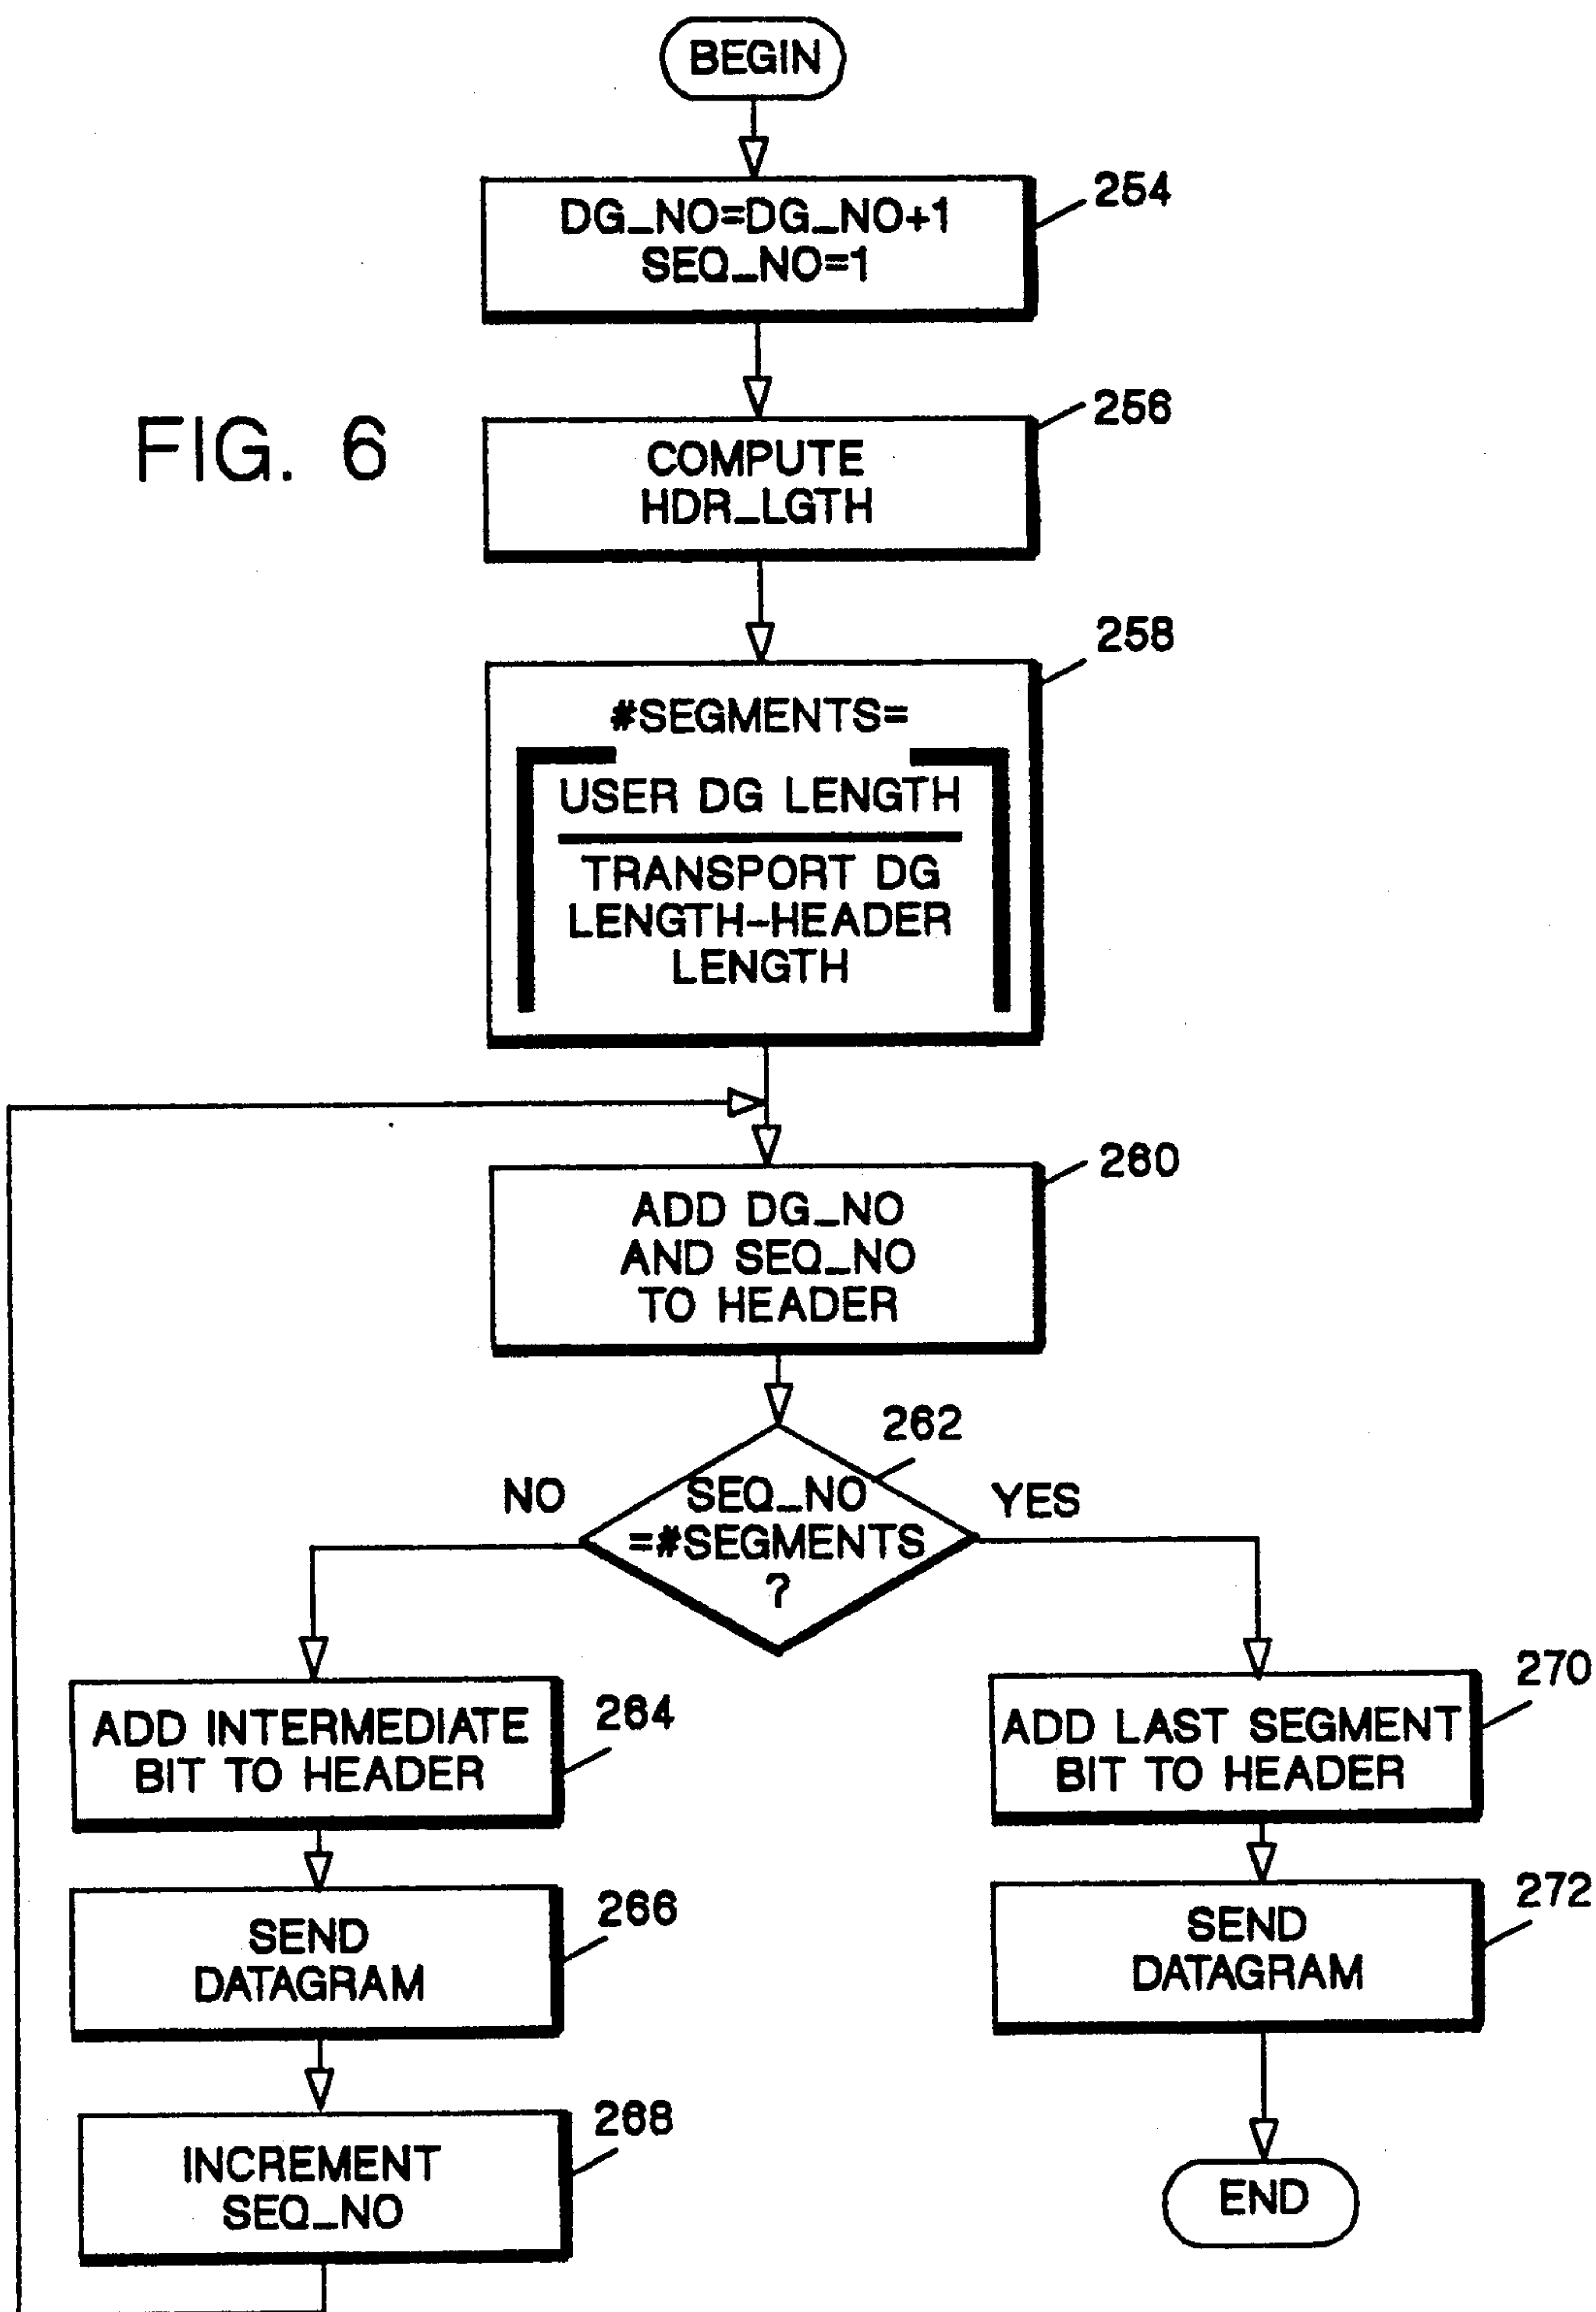 BEGIN
254
DG_NO=DG_NO+1
SEQ_NO=1
FIG. 6
256
COMPUTE
HDR_LGTH
258
#SEGMENTS=
USER DG LENGTH
TRANSPORT DG
LENGTH-HEADER
LENGTH
260
ADD DG_NO
AND SEQ_NO
TO HEADER
262
NO
SEQ_NO
=#SEGMENTS
?
YES
264
ADD INTERMEDIATE
BIT TO HEADER
270
ADD LAST SEGMENT
BIT TO HEADER
266
SEND
DATAGRAM
272
SEND
DATAGRAM
268
INCREMENT
SEQ_NO
END